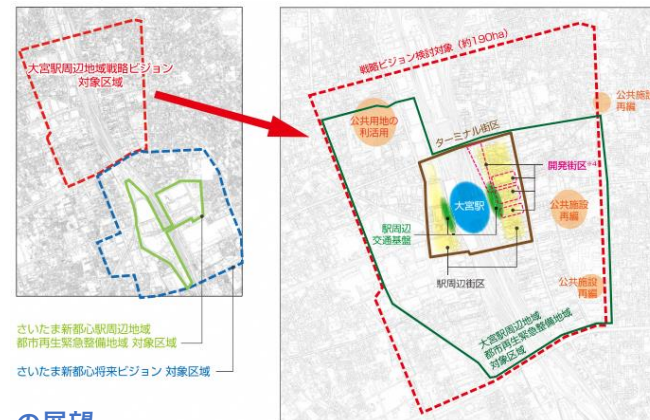 大宮駅周辺地域戦略ビジョン
対象区域
さいたま新都心駅周辺地域
都市再生緊急整備地域 対象区域
さいたま新都心将来ビジョン 対象区域
の展望
戦略ビジョン検討対象(約190ha)
公共用地の
利活用
ターミナル街区
公共施設
再編
開発街区※4
大宮駅
公共施設
再編
駅周辺
交通基盤
駅周辺街区
公共施設
再編
大宮駅周辺地域
都市再生緊急整備地域
対象区域